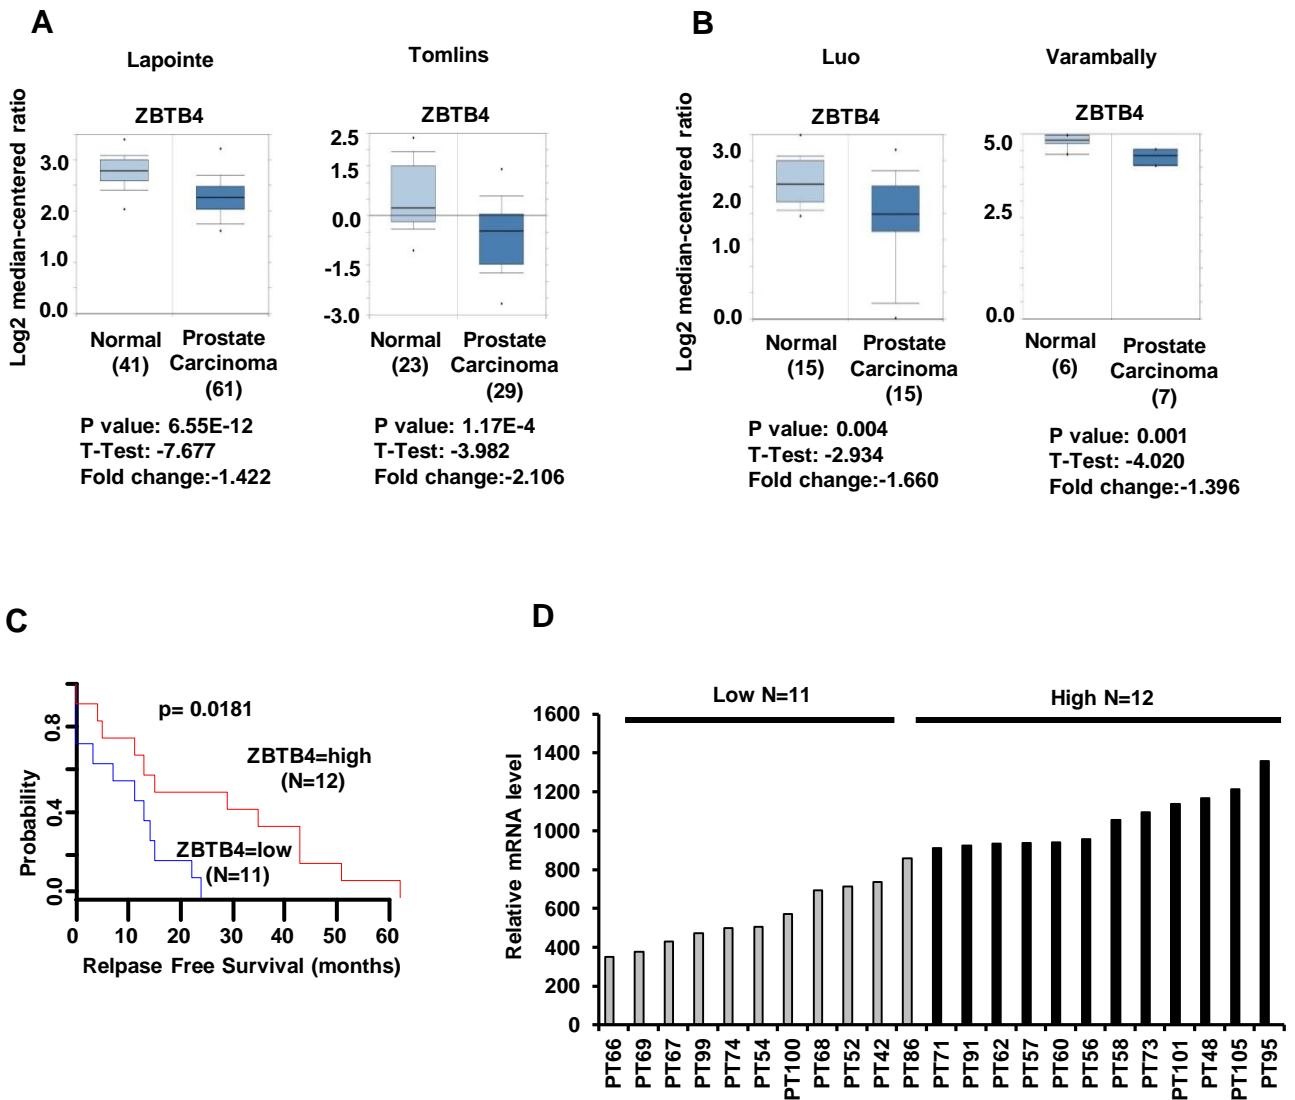 A
Lapointe
Tomlins
Log2 median-centered ratio
ZBTB4
3.0
2.0
1.0
0.0
Normal
(41)
Prostate
Carcinoma
(61)
P value: 6.55E-12
T-Test: -7.677
Fold change:-1.422
ZBTB4
2.5
1.5
0.0
-1.5
-3.0
Normal
(23)
Prostate
Carcinoma
(29)
P value: 1.17E-4
T-Test: -3.982
Fold change:-2.106
B
Luo
Varambally
Log2 median-centered ratio
ZBTB4
3.0
2.0
1.0
0.0
Normal
(15)
Prostate
Carcinoma
(15)
P value: 0.004
T-Test: -2.934
Fold change:-1.660
ZBTB4
5.0
2.5
0.0
Normal
(6)
Prostate
Carcinoma
(7)
P value: 0.001
T-Test: -4.020
Fold change:-1.396
C
Probability
0.8
0.4
0.0
p= 0.0181
ZBTB4=high
(N=12)
ZBTB4=low
(N=11)
0 10 20 30 40 50 60
Relpase Free Survival (months)
D
Low N=11
High N=12
Relative mRNA level
1600
1400
1200
1000
800
600
400
200
0
PT66
PT69
PT67
PT99
PT74
PT54
PT100
PT68
PT52
PT42
PT86
PT71
PT91
PT62
PT57
PT60
PT56
PT58
PT73
PT101
PT48
PT105
PT95